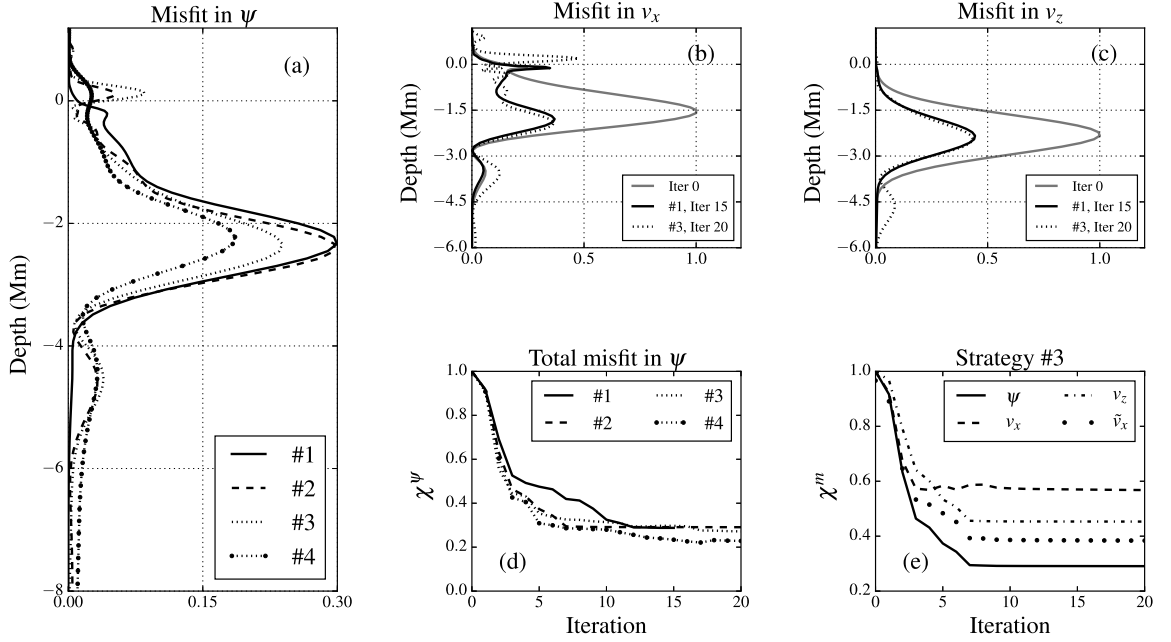 Misfit in ψ
(a)
0
−2
−4
−6
−8
Depth (Mm)
0.00 0.15 0.30
#1
#2
#3
#4
Misfit in vₓ
(b)
0.0
−1.5
−3.0
−4.5
−6.0
Depth (Mm)
0.0 0.5 1.0
Iter 0
#1, Iter 15
#3, Iter 20
Misfit in v_z
(c)
0.0
−1.5
−3.0
−4.5
−6.0
Depth (Mm)
0.0 0.5 1.0
Iter 0
#1, Iter 15
#3, Iter 20
Total misfit in ψ
1.0
0.8
0.6
0.4
0.2
0.0
χ^ψ
#1 #3
#2 #4
(d)
0 5 10 15 20
Iteration
Strategy #3
1.0
0.8
0.6
0.4
0.2
χ^m
ψ v_z
vₓ ṽₓ
(e)
0 5 10 15 20
Iteration